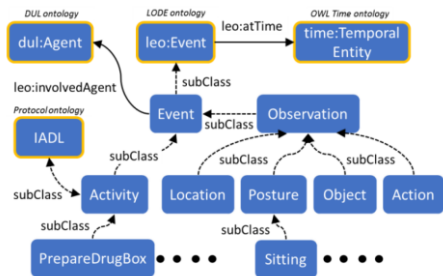 DUL ontology
LODE ontology
OWL Time ontology
dul:Agent
leo:Event
leo:atTime
time:Temporal
Entity
leo:involvedAgent
subClass
Protocol ontology
Event
subClass
Observation
IADL
subClass
subClass
subClass
Activity
Location
Posture
Object
Action
subClass
subClass
PrepareDrugBox
Sitting